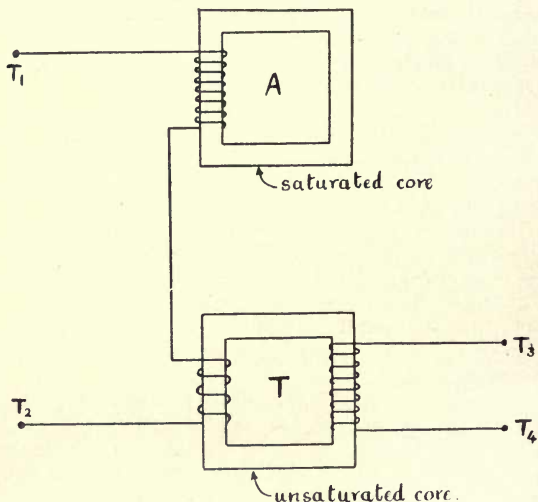 T1
A
saturated core
T2
T
T3
T4
unsaturated core.